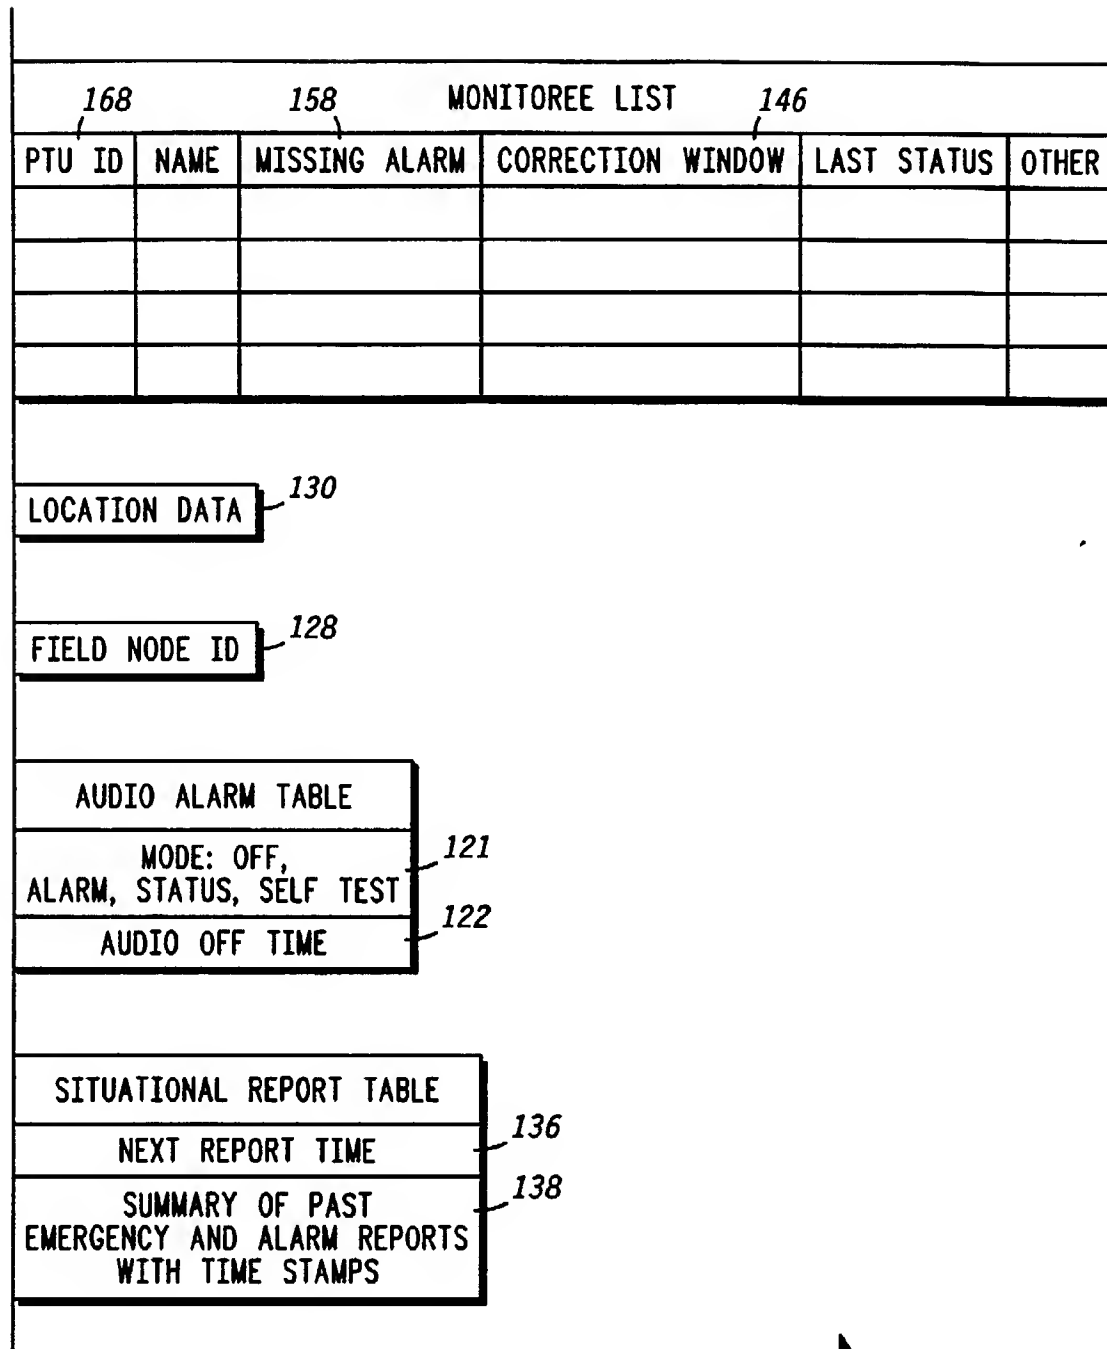 MONITOREE LIST
168 158 146
PTU ID NAME MISSING ALARM CORRECTION WINDOW LAST STATUS OTHER
LOCATION DATA 130
FIELD NODE ID 128
AUDIO ALARM TABLE
MODE: OFF,
ALARM, STATUS, SELF TEST 121
AUDIO OFF TIME 122
SITUATIONAL REPORT TABLE
NEXT REPORT TIME 136
SUMMARY OF PAST 138
EMERGENCY AND ALARM REPORTS
WITH TIME STAMPS